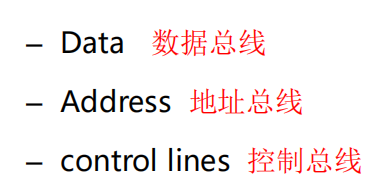 – Data 数据总线
– Address 地址总线
– control lines 控制总线